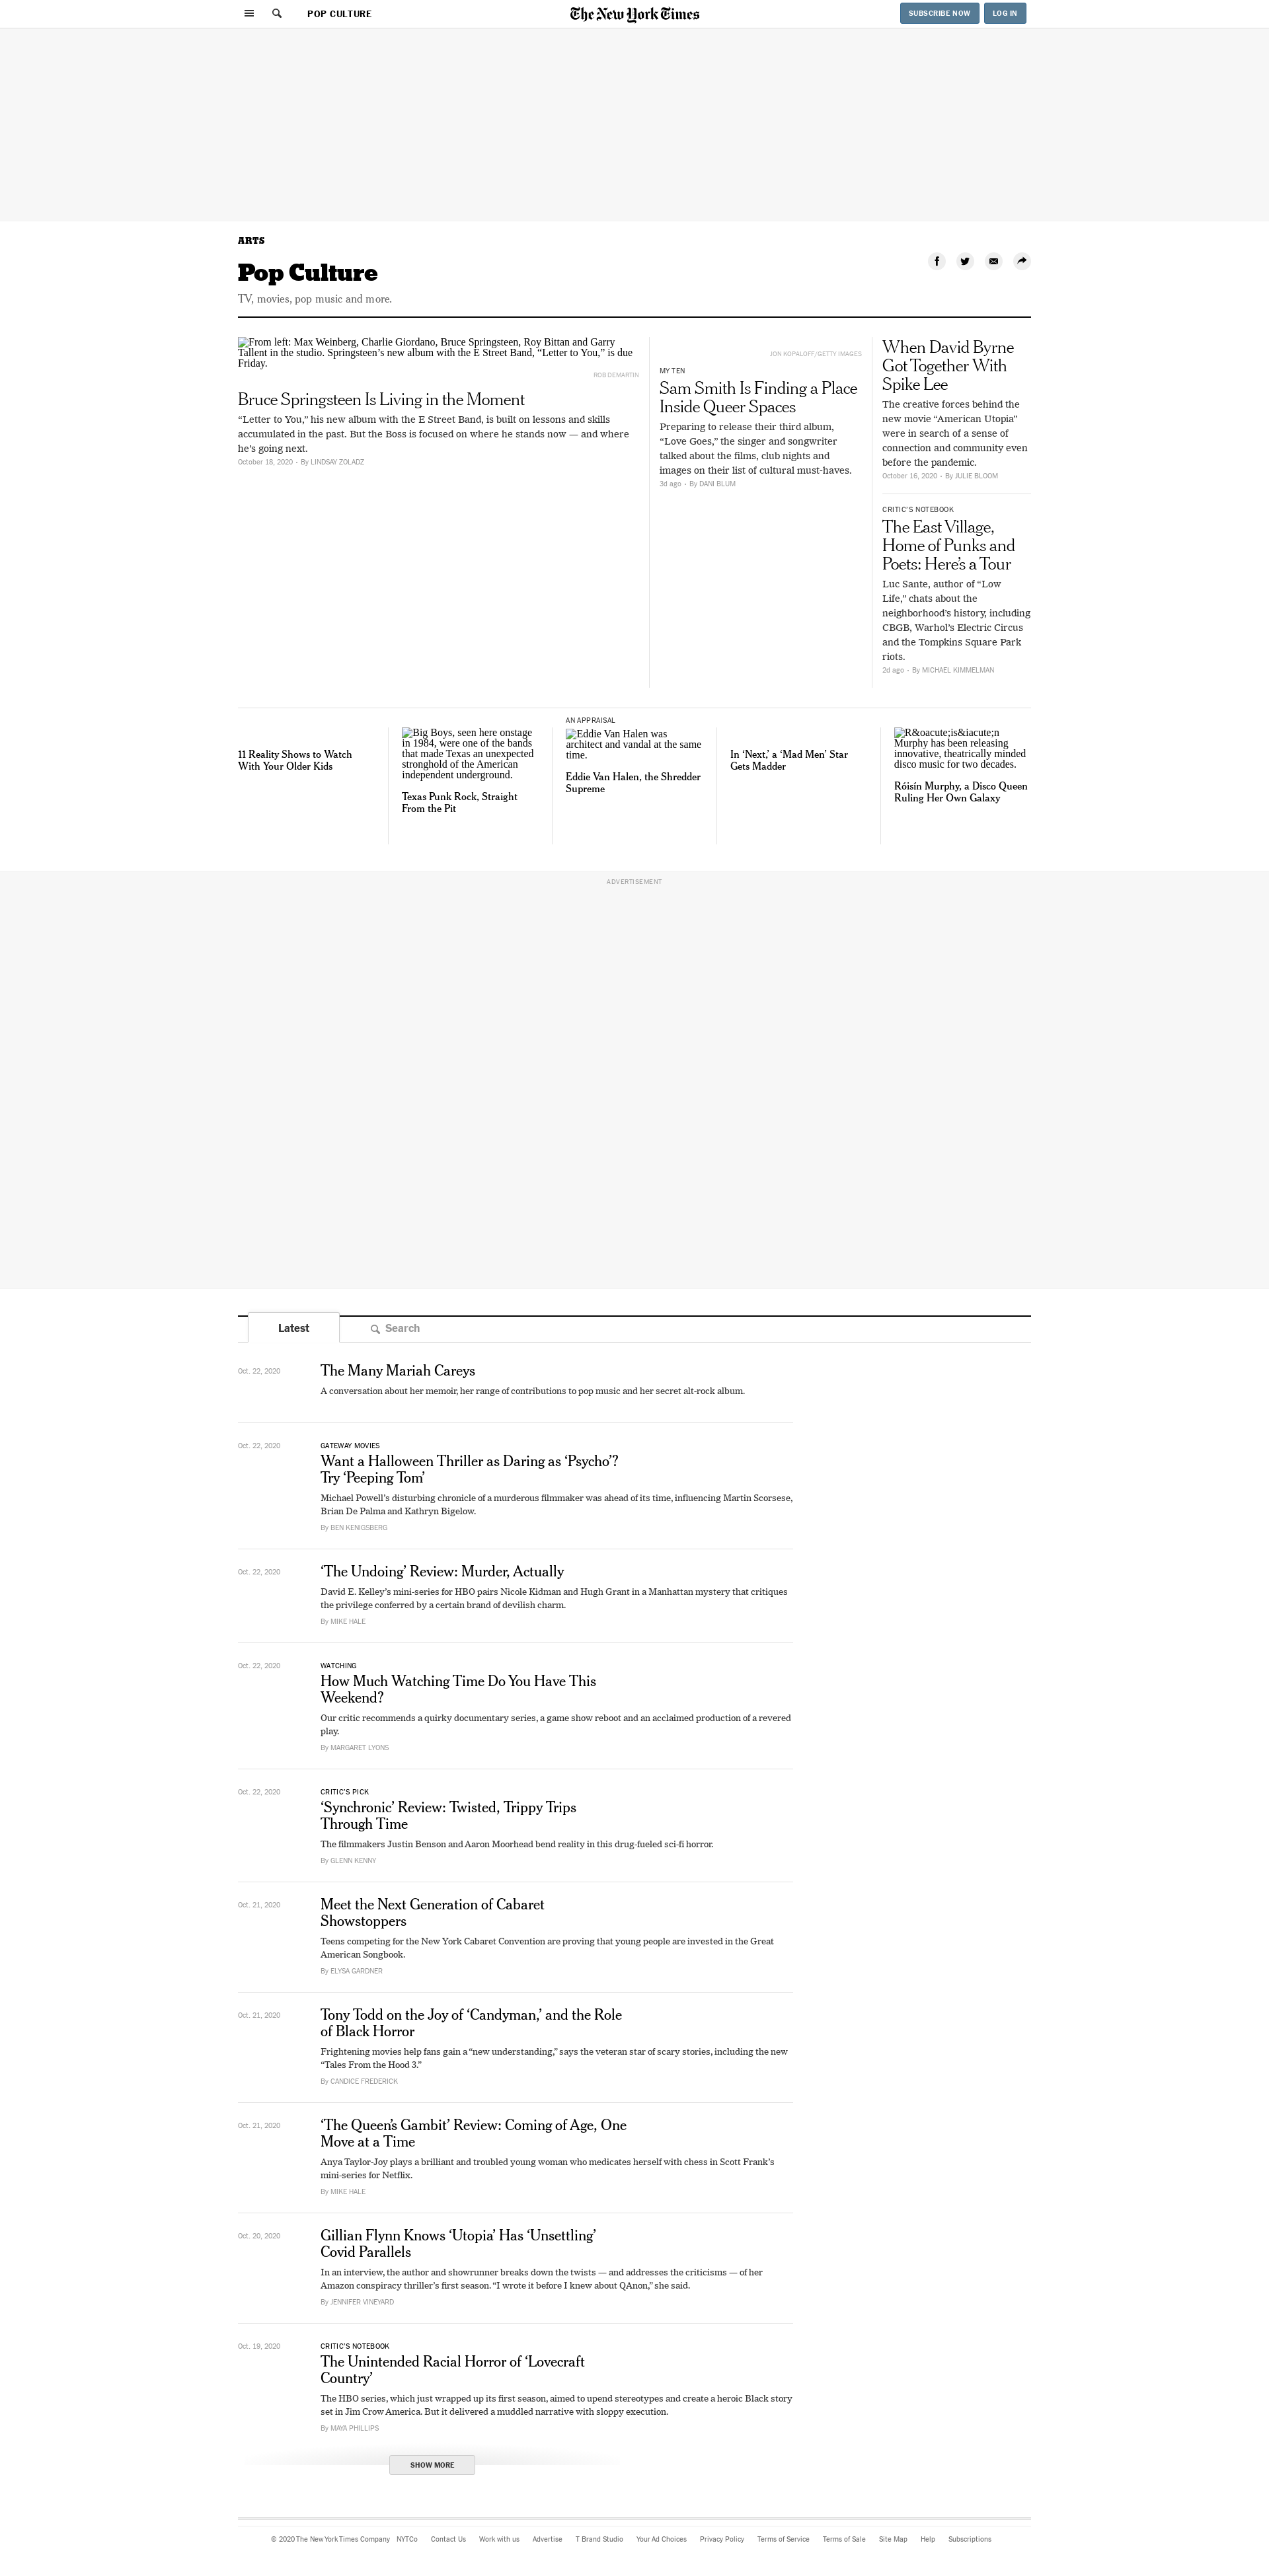 POP CULTURE
The New York Times
SUBSCRIBE NOW
LOG IN
ARTS
Pop Culture
TV, movies, pop music and more.
From left: Max Weinberg, Charlie Giordano, Bruce Springsteen, Roy Bittan and Garry
Tallent in the studio. Springsteen’s new album with the E Street Band, “Letter to You,” is due
Friday.
ROB DEMARTIN
Bruce Springsteen Is Living in the Moment
“Letter to You,” his new album with the E Street Band, is built on lessons and skills
accumulated in the past. But the Boss is focused on where he stands now — and where
he’s going next.
October 18, 2020 - By LINDSAY ZOLADZ
JON KOPALOFF/GETTY IMAGES
MY TEN
Sam Smith Is Finding a Place
Inside Queer Spaces
Preparing to release their third album,
“Love Goes,” the singer and songwriter
talked about the films, club nights and
images on their list of cultural must-haves.
3d ago - By DANI BLUM
When David Byrne
Got Together With
Spike Lee
The creative forces behind the
new movie “American Utopia”
were in search of a sense of
connection and community even
before the pandemic.
October 16, 2020 - By JULIE BLOOM
CRITIC’S NOTEBOOK
The East Village,
Home of Punks and
Poets: Here’s a Tour
Luc Sante, author of “Low
Life,” chats about the
neighborhood’s history, including
CBGB, Warhol’s Electric Circus
and the Tompkins Square Park
riots.
2d ago - By MICHAEL KIMMELMAN
11 Reality Shows to Watch
With Your Older Kids
Big Boys, seen here onstage
in 1984, were one of the bands
that made Texas an unexpected
stronghold of the American
independent underground.
Texas Punk Rock, Straight
From the Pit
AN APPRAISAL
Eddie Van Halen was
architect and vandal at the same
time.
Eddie Van Halen, the Shredder
Supreme
In ‘Next,’ a ‘Mad Men’ Star
Gets Madder
R&oacute;is&iacute;n
Murphy has been releasing
innovative, theatrically minded
disco music for two decades.
Róisín Murphy, a Disco Queen
Ruling Her Own Galaxy
ADVERTISEMENT
Latest
Search
Oct. 22, 2020
The Many Mariah Careys
A conversation about her memoir, her range of contributions to pop music and her secret alt-rock album.
Oct. 22, 2020
GATEWAY MOVIES
Want a Halloween Thriller as Daring as ‘Psycho’?
Try ‘Peeping Tom’
Michael Powell’s disturbing chronicle of a murderous filmmaker was ahead of its time, influencing Martin Scorsese,
Brian De Palma and Kathryn Bigelow.
By BEN KENIGSBERG
Oct. 22, 2020
‘The Undoing’ Review: Murder, Actually
David E. Kelley’s mini-series for HBO pairs Nicole Kidman and Hugh Grant in a Manhattan mystery that critiques
the privilege conferred by a certain brand of devilish charm.
By MIKE HALE
Oct. 22, 2020
WATCHING
How Much Watching Time Do You Have This
Weekend?
Our critic recommends a quirky documentary series, a game show reboot and an acclaimed production of a revered
play.
By MARGARET LYONS
Oct. 22, 2020
CRITIC’S PICK
‘Synchronic’ Review: Twisted, Trippy Trips
Through Time
The filmmakers Justin Benson and Aaron Moorhead bend reality in this drug-fueled sci-fi horror.
By GLENN KENNY
Oct. 21, 2020
Meet the Next Generation of Cabaret
Showstoppers
Teens competing for the New York Cabaret Convention are proving that young people are invested in the Great
American Songbook.
By ELYSA GARDNER
Oct. 21, 2020
Tony Todd on the Joy of ‘Candyman,’ and the Role
of Black Horror
Frightening movies help fans gain a “new understanding,” says the veteran star of scary stories, including the new
“Tales From the Hood 3.”
By CANDICE FREDERICK
Oct. 21, 2020
‘The Queen’s Gambit’ Review: Coming of Age, One
Move at a Time
Anya Taylor-Joy plays a brilliant and troubled young woman who medicates herself with chess in Scott Frank’s
mini-series for Netflix.
By MIKE HALE
Oct. 20, 2020
Gillian Flynn Knows ‘Utopia’ Has ‘Unsettling’
Covid Parallels
In an interview, the author and showrunner breaks down the twists — and addresses the criticisms — of her
Amazon conspiracy thriller’s first season. “I wrote it before I knew about QAnon,” she said.
By JENNIFER VINEYARD
Oct. 19, 2020
CRITIC’S NOTEBOOK
The Unintended Racial Horror of ‘Lovecraft
Country’
The HBO series, which just wrapped up its first season, aimed to upend stereotypes and create a heroic Black story
set in Jim Crow America. But it delivered a muddled narrative with sloppy execution.
By MAYA PHILLIPS
SHOW MORE
© 2020 The New York Times Company NYTCo Contact Us Work with us Advertise T Brand Studio Your Ad Choices Privacy Policy Terms of Service Terms of Sale Site Map Help Subscriptions